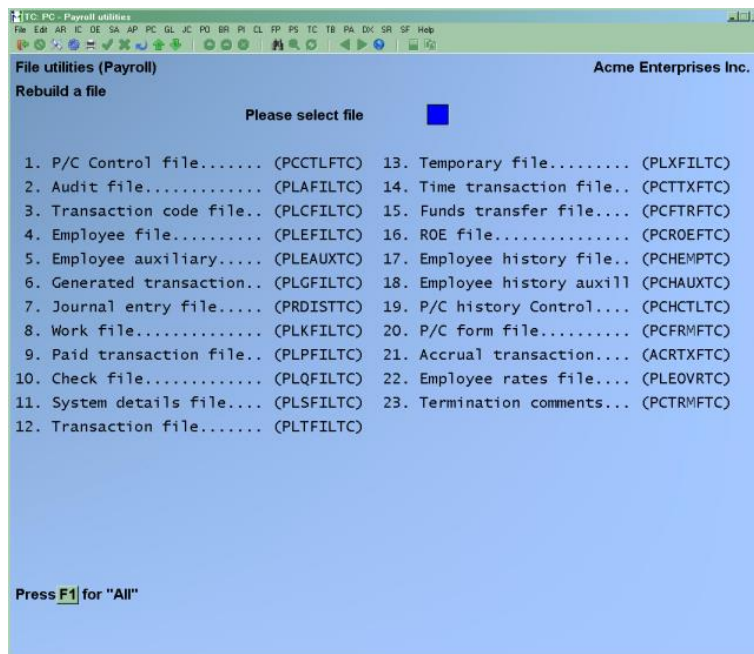 TC: PC - Payroll utilities
File Edit AR IC OE SA AP PC GL JC PO BR PI CL FP PS TC TB PA DX SR SF Help
File utilities (Payroll) Acme Enterprises Inc.
Rebuild a file
Please select file
1. P/C Control file....... (PCCTLFTC) 13. Temporary file......... (PLXFILTC)
2. Audit file............. (PLAFILTC) 14. Time transaction file.. (PCTTXFTC)
3. Transaction code file.. (PLCFILTC) 15. Funds transfer file.... (PCFTRFTC)
4. Employee file.......... (PLEFILTC) 16. ROE file............... (PCROEFTC)
5. Employee auxiliary..... (PLEAUXTC) 17. Employee history file.. (PCHEMPTC)
6. Generated transaction.. (PLGFILTC) 18. Employee history auxill (PCHAUXTC)
7. Journal entry file..... (PRDISTTC) 19. P/C history Control.... (PCHCTLTC)
8. Work file.............. (PLKFILTC) 20. P/C form file.......... (PCFRMFTC)
9. Paid transaction file.. (PLPFILTC) 21. Accrual transaction.... (ACRTXFTC)
10. Check file............. (PLQFILTC) 22. Employee rates file.... (PLEOVRTC)
11. System details file.... (PLSFILTC) 23. Termination comments... (PCTRMFTC)
12. Transaction file....... (PLTFILTC)
Press F1 for "All"